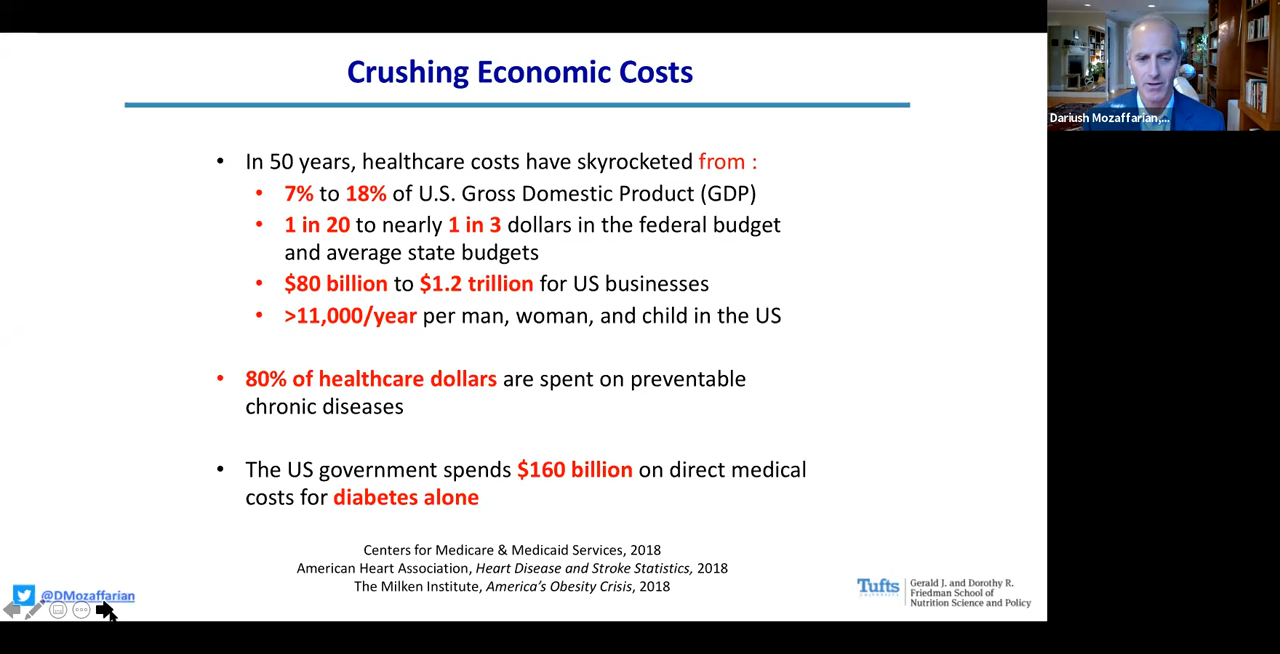 Crushing Economic Costs
Dariush Mozaffarian,...
• In 50 years, healthcare costs have skyrocketed from :
• 7% to 18% of U.S. Gross Domestic Product (GDP)
• 1 in 20 to nearly 1 in 3 dollars in the federal budget
and average state budgets
• $80 billion to $1.2 trillion for US businesses
• >11,000/year per man, woman, and child in the US
• 80% of healthcare dollars are spent on preventable
chronic diseases
• The US government spends $160 billion on direct medical
costs for diabetes alone
Centers for Medicare & Medicaid Services, 2018
American Heart Association, Heart Disease and Stroke Statistics, 2018
The Milken Institute, America's Obesity Crisis, 2018
@DMozaffarian
Tufts
UNIVERSITY
Gerald J. and Dorothy R.
Friedman School of
Nutrition Science and Policy